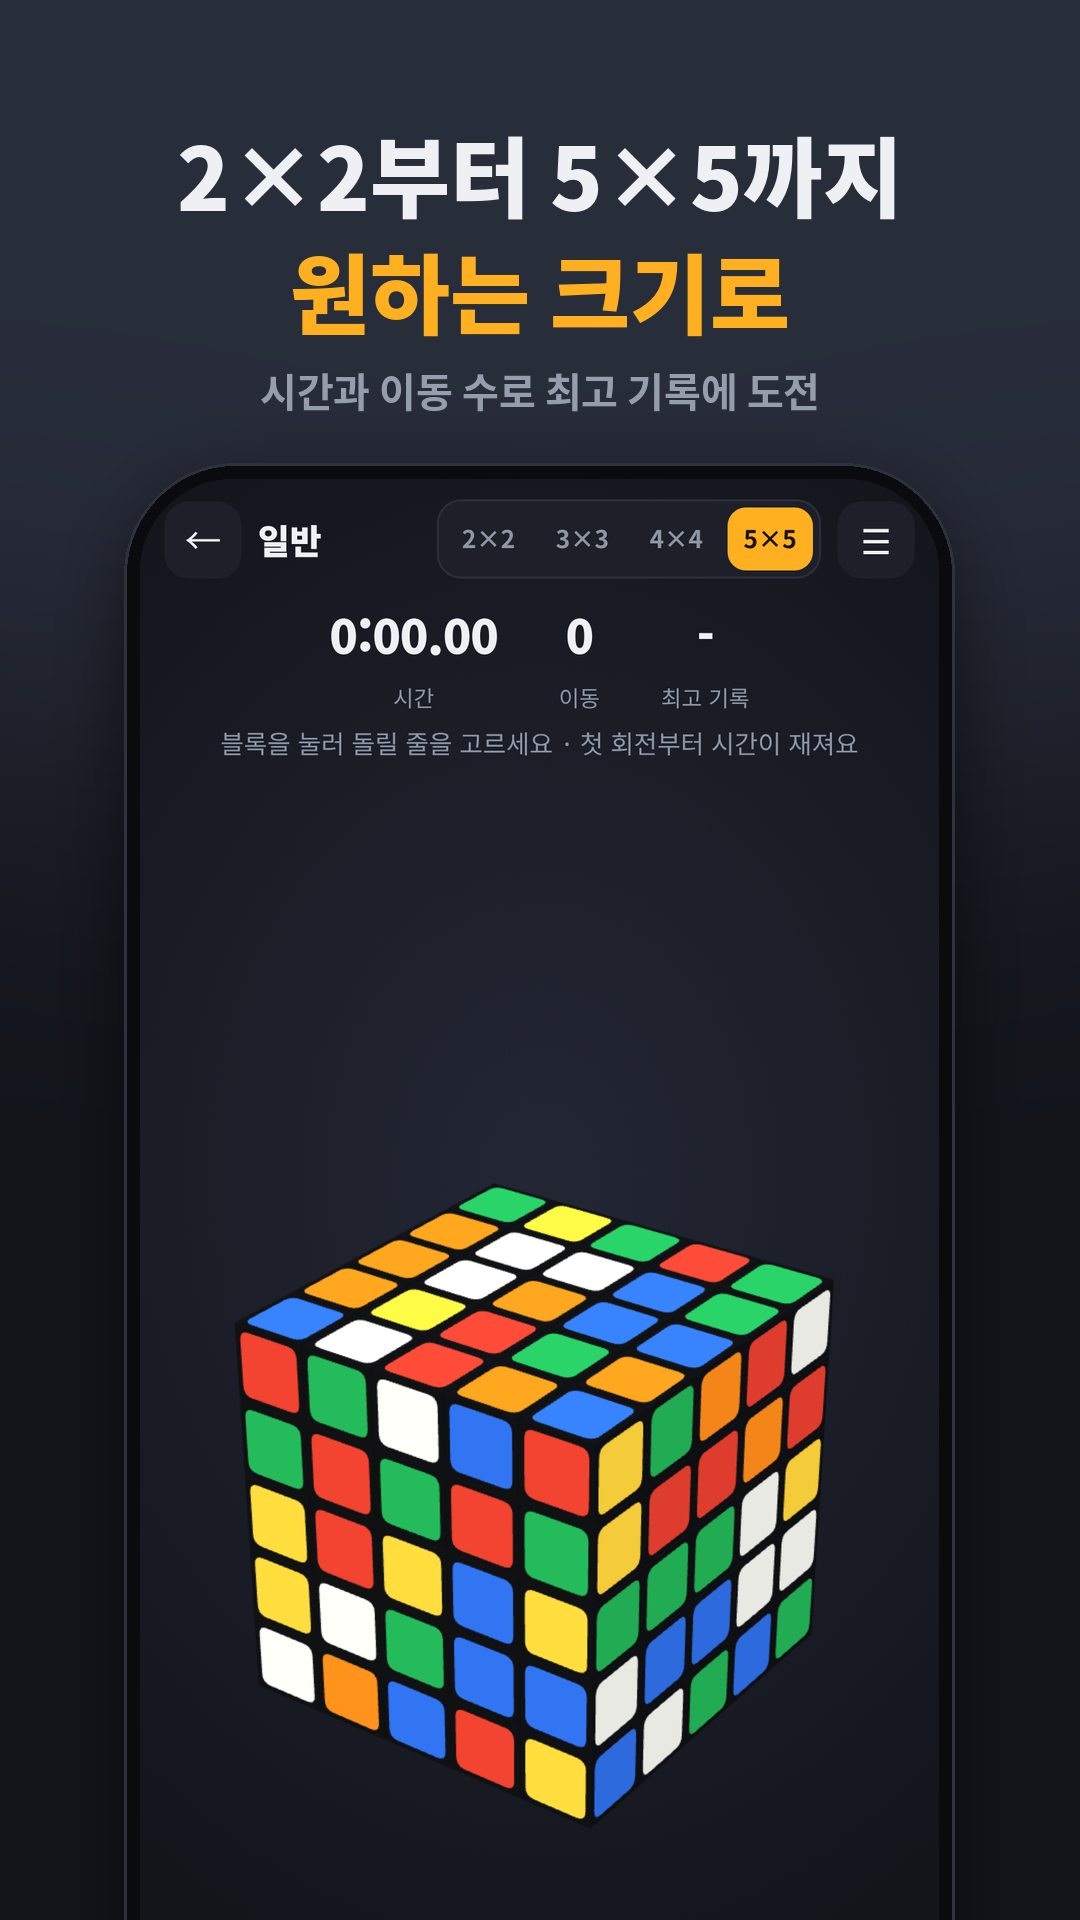 2×2부터 5×5까지
원하는 크기로
시간과 이동 수로 최고 기록에 도전
← 일반 2×2 3×3 4×4 5×5 ☰
0:00.00 0 -
시간 이동 최고 기록
블록을 눌러 돌릴 줄을 고르세요 · 첫 회전부터 시간이 재져요